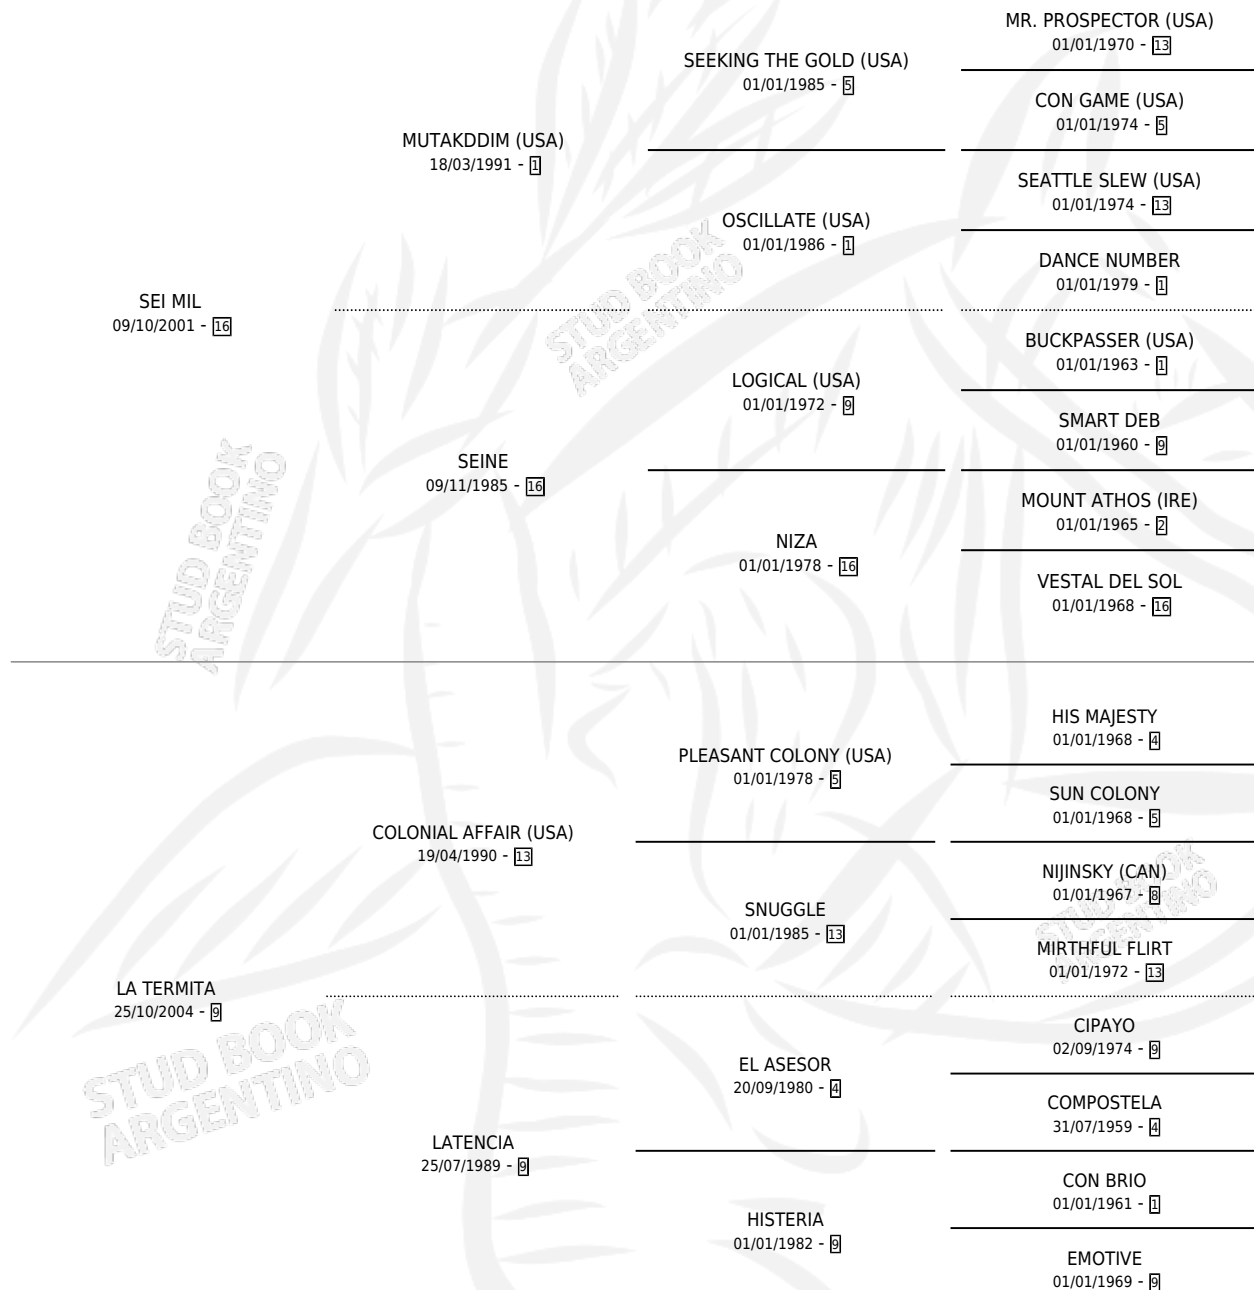 MR. PROSPECTOR (USA)
01/01/1970 - 13
SEEKING THE GOLD (USA)
01/01/1985 - 5
CON GAME (USA)
01/01/1974 - 5
MUTAKDDIM (USA)
18/03/1991 - 1
SEATTLE SLEW (USA)
01/01/1974 - 13
OSCILLATE (USA)
01/01/1986 - 1
DANCE NUMBER
01/01/1979 - 1
SEI MIL
09/10/2001 - 16
BUCKPASSER (USA)
01/01/1963 - 1
LOGICAL (USA)
01/01/1972 - 9
SMART DEB
01/01/1960 - 9
SEINE
09/11/1985 - 16
MOUNT ATHOS (IRE)
01/01/1965 - 2
NIZA
01/01/1978 - 16
VESTAL DEL SOL
01/01/1968 - 16
HIS MAJESTY
01/01/1968 - 4
PLEASANT COLONY (USA)
01/01/1978 - 5
SUN COLONY
01/01/1968 - 5
COLONIAL AFFAIR (USA)
19/04/1990 - 13
NIJINSKY (CAN)
01/01/1967 - 8
SNUGGLE
01/01/1985 - 13
MIRTHFUL FLIRT
01/01/1972 - 13
LA TERMITA
25/10/2004 - 9
CIPAYO
02/09/1974 - 9
EL ASESOR
20/09/1980 - 4
COMPOSTELA
31/07/1959 - 4
LATENCIA
25/07/1989 - 9
CON BRIO
01/01/1961 - 1
HISTERIA
01/01/1982 - 9
EMOTIVE
01/01/1969 - 9
STUD BOOK
ARGENTINO
STUD BOOK
ARGENTINO
STUD BOOK
ARGENTINO
STUD BOOK
ARGENTINO